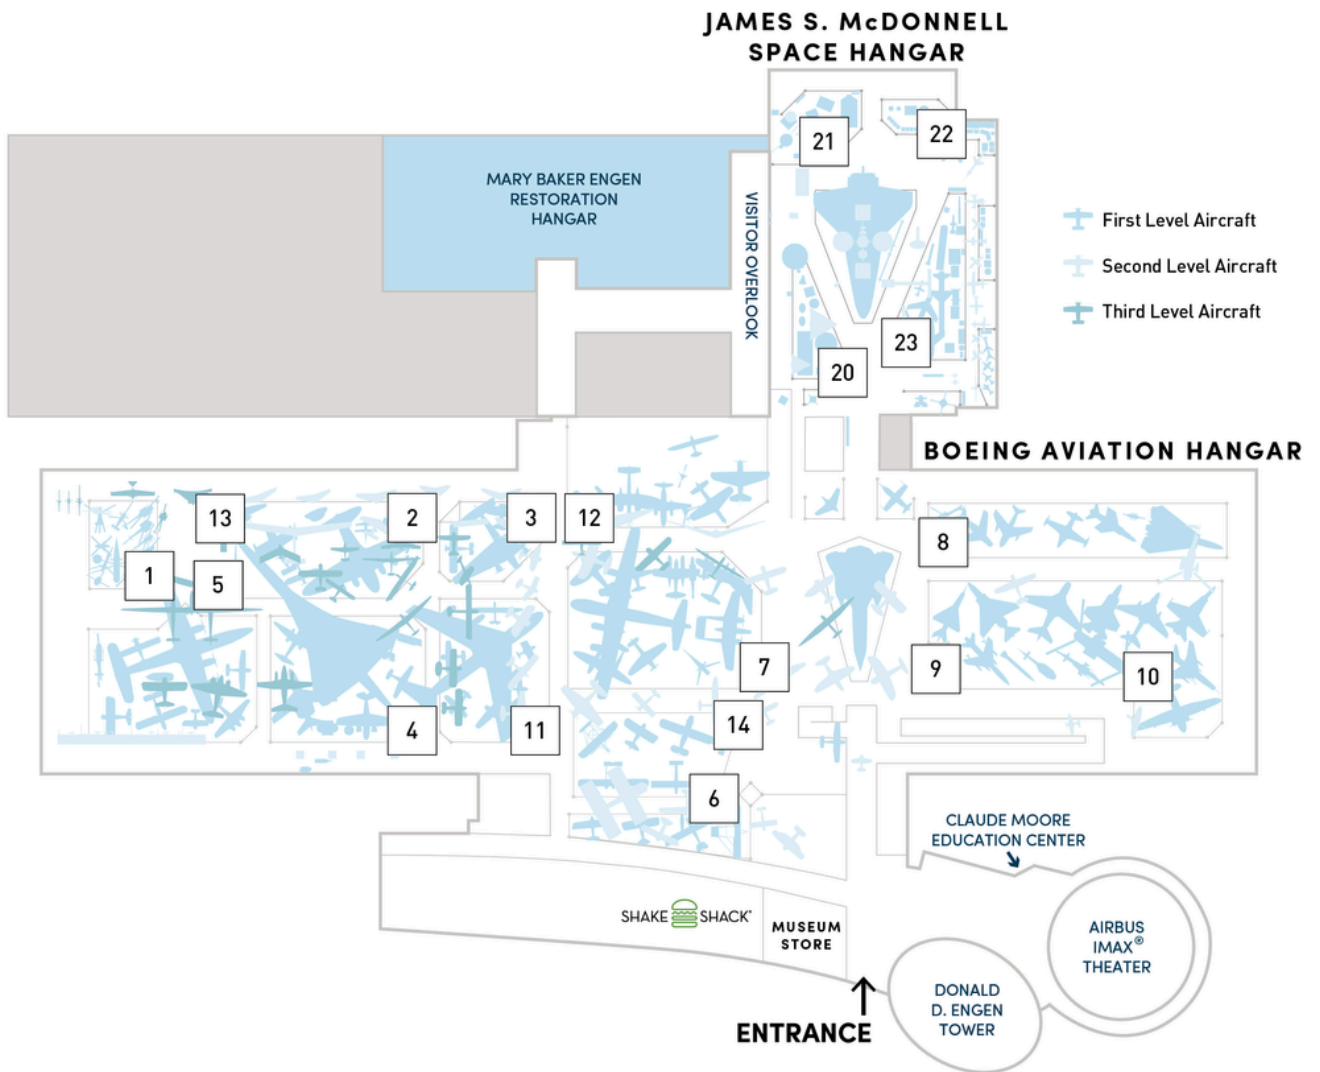 JAMES S. McDONNELL
SPACE HANGAR
21
22
MARY BAKER ENGEN
RESTORATION
HANGAR
VISITOR OVERLOOK
First Level Aircraft
Second Level Aircraft
Third Level Aircraft
23
20
BOEING AVIATION HANGAR
13
2
3
12
8
1
5
7
9
10
4
11
14
6
CLAUDE MOORE
EDUCATION CENTER
SHAKE SHACK
MUSEUM
STORE
AIRBUS
IMAX®
THEATER
DONALD
D. ENGEN
TOWER
ENTRANCE